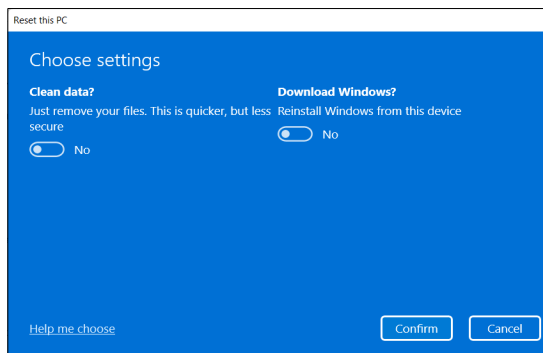 Reset this PC
Choose settings
Clean data?
Just remove your files. This is quicker, but less
secure
No
Download Windows?
Reinstall Windows from this device
No
Help me choose
Confirm
Cancel